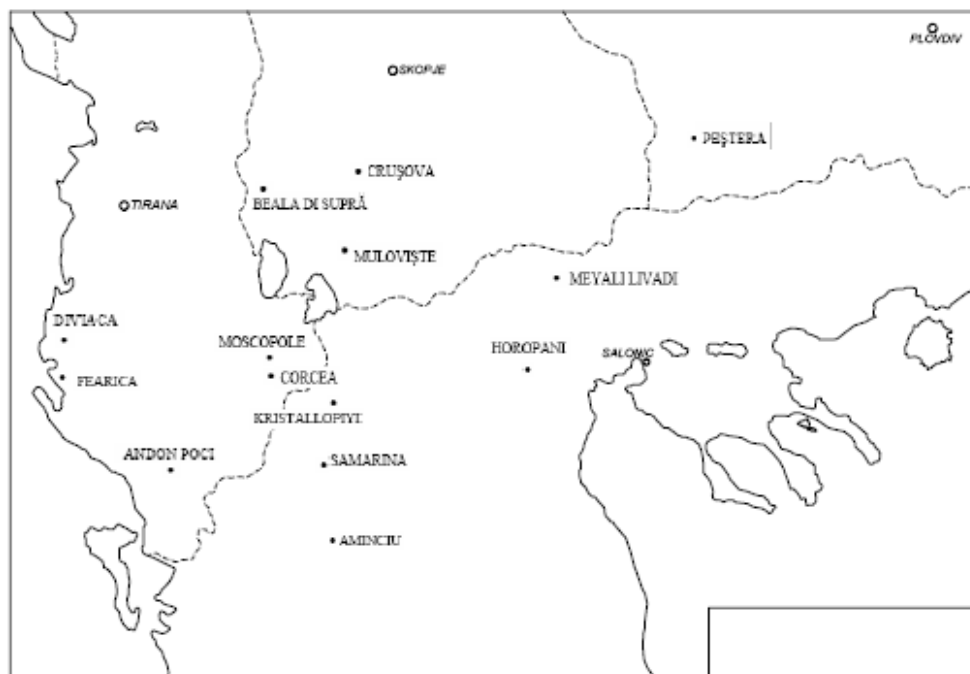 PLOVDIV
SKOPJE
PEŞTERA
CRUŞOVA
BEALA DI SUPRĂ
TIRANA
MULOVIŞTE
MEYALI LIVADI
DIVIACA
MOSCOPOLE
HOROPANI
SALONIC
FEARICA
CORCEA
KRISTALLOPIYI
ANDON POCI
SAMARINA
AMINCIU